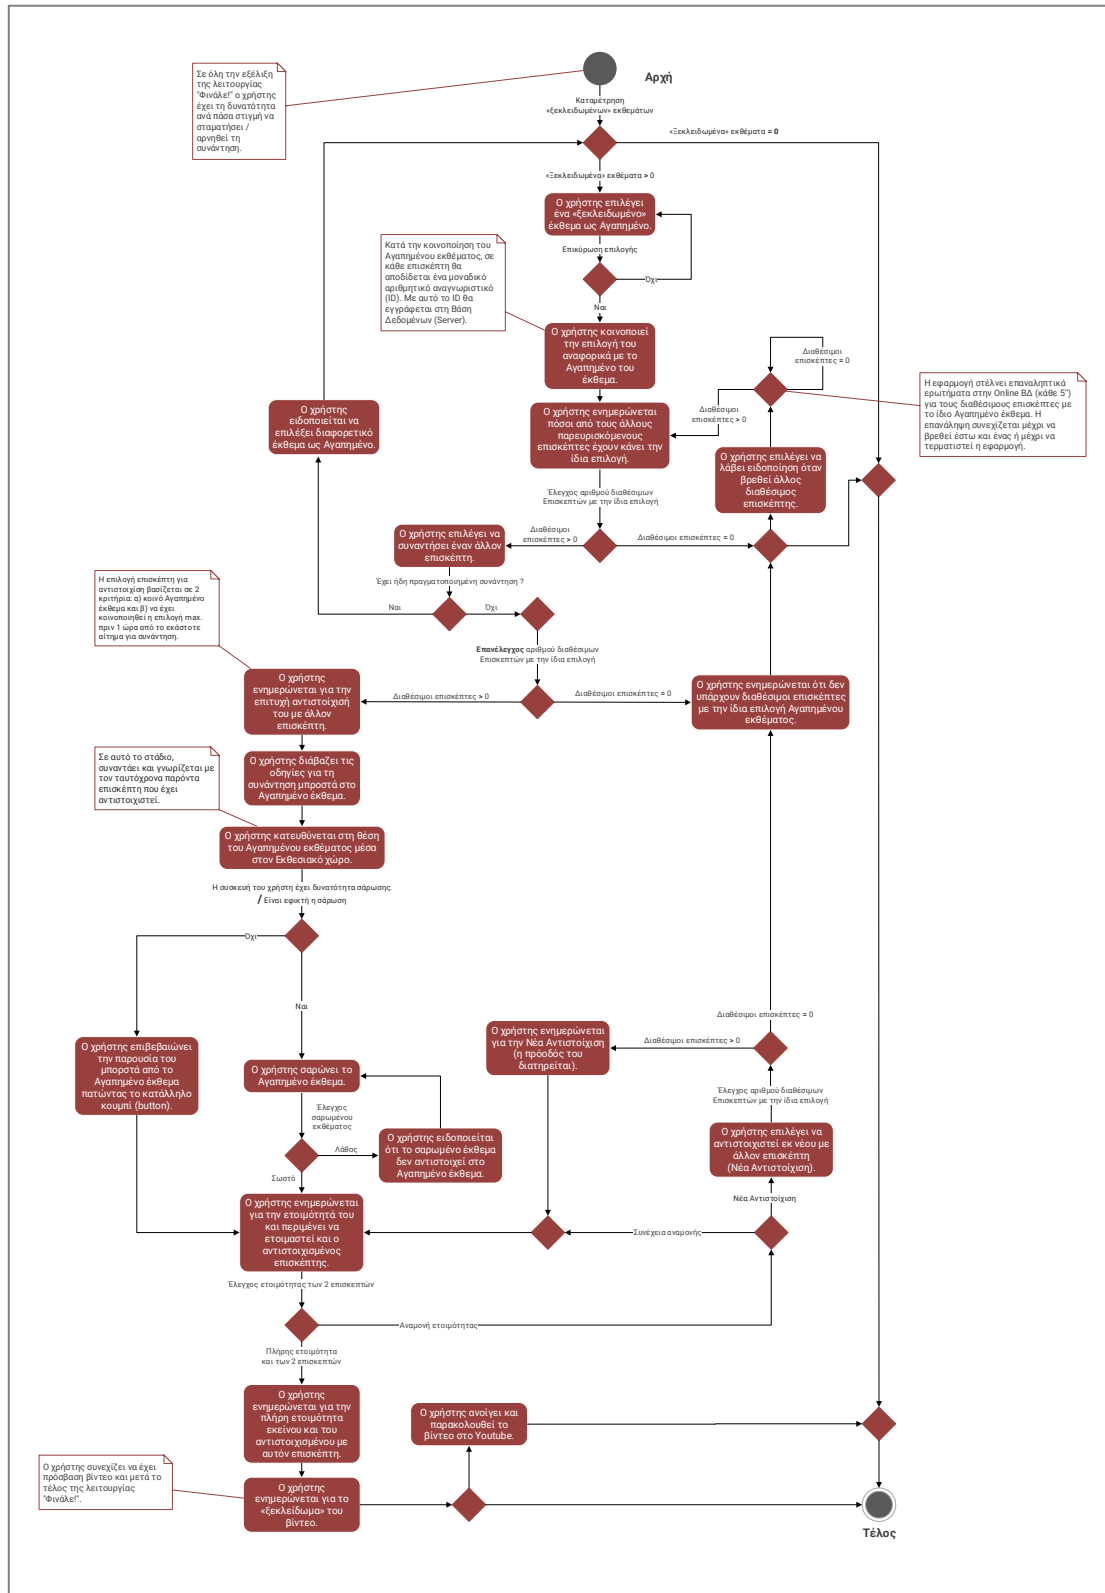 Αρχή
Σε όλη την εξέλιξη
της λειτουργίας
"Φινάλε!" ο χρήστης
έχει τη δυνατότητα
ανά πάσα στιγμή να
σταματήσει /
αρνηθεί τη
συνάντηση.
Καταμέτρηση
«ξεκλειδωμένων» εκθεμάτων
«Ξεκλειδωμένα» εκθέματα = 0
«Ξεκλειδωμένα» εκθέματα > 0
Ο χρήστης επιλέγει
ένα «ξεκλειδωμένο»
έκθεμα ως Αγαπημένο.
Επικύρωση επιλογής
Όχι
Ναι
Κατά την κοινοποίηση του
Αγαπημένου εκθέματος, σε
κάθε επισκέπτη θα
αποδίδεται ένα μοναδικό
αριθμητικό αναγνωριστικό
(ID). Με αυτό το ID θα
εγγράφεται στη Βάση
Δεδομένων (Server).
Ο χρήστης κοινοποιεί
την επιλογή του
αναφορικά με το
Αγαπημένο του
έκθεμα.
Διαθέσιμοι
επισκέπτες = 0
Η εφαρμογή στέλνει επαναληπτικά
ερωτήματα στην Online ΒΔ (κάθε 5'')
για τους διαθέσιμους επισκέπτες με
το ίδιο Αγαπημένο έκθεμα. Η
επανάληψη συνεχίζεται μέχρι να
βρεθεί έστω και ένας ή μέχρι να
τερματιστεί η εφαρμογή.
Ο χρήστης
ειδοποιείται να
επιλέξει διαφορετικό
έκθεμα ως Αγαπημένο.
Ο χρήστης ενημερώνεται
πόσοι από τους άλλους
παρευρισκόμενους
επισκέπτες έχουν κάνει την
ίδια επιλογή.
Διαθέσιμοι
επισκέπτες > 0
Ο χρήστης επιλέγει να
λάβει ειδοποίηση όταν
βρεθεί άλλος
διαθέσιμος
επισκέπτης.
Έλεγχος αριθμού διαθέσιμων
Επισκεπτών με την ίδια επιλογή
Ο χρήστης επιλέγει να
συναντήσει έναν άλλον
επισκέπτη.
Διαθέσιμοι
επισκέπτες > 0
Διαθέσιμοι επισκέπτες = 0
Έχει ήδη πραγματοποιημένη συνάντηση ?
Ναι
Όχι
Η επιλογή επισκέπτη για
αντιστοιχίση βασίζεται σε 2
κριτήρια: α) κοινό Αγαπημένο
έκθεμα και β) να έχει
κοινοποιηθεί η επιλογή max.
πριν 1 ώρα από το εκάστοτε
αίτημα για συνάντηση.
Επανέλεγχος αριθμού διαθέσιμων
Επισκεπτών με την ίδια επιλογή
Ο χρήστης
ενημερώνεται για την
επιτυχή αντιστοίχισή
του με άλλον
επισκέπτη.
Διαθέσιμοι επισκέπτες > 0
Διαθέσιμοι επισκέπτες = 0
Ο χρήστης ενημερώνεται ότι δεν
υπάρχουν διαθέσιμοι επισκέπτες
με την ίδια επιλογή Αγαπημένου
εκθέματος.
Σε αυτό το στάδιο,
συναντάει και γνωρίζεται με
τον ταυτόχρονα παρόντα
επισκέπτη που έχει
αντιστοιχιστεί.
Ο χρήστης διάβαζει τις
οδηγίες για τη
συνάντηση μπροστά στο
Αγαπημένο έκθεμα.
Ο χρήστης κατευθύνεται στη θέση
του Αγαπημένου εκθέματος μέσα
στον Εκθεσιακό χώρο.
Η συσκευή του χρήστη έχει δυνατότητα σάρωσης.
/ Είναι εφικτή η σάρωση
Όχι
Ναι
Ο χρήστης επιβεβαιώνει
την παρουσία του
μπορστά από το
Αγαπημένο έκθεμα
πατώντας το κατάλληλο
κουμπί (button).
Ο χρήστης σαρώνει το
Αγαπημένο έκθεμα.
Ο χρήστης ενημερώνεται
για την Νέα Αντιστοίχιση
(η πρόοδός του
διατηρείται).
Διαθέσιμοι επισκέπτες = 0
Διαθέσιμοι επισκέπτες > 0
Έλεγχος αριθμού διαθέσιμων
Επισκεπτών με την ίδια επιλογή
Έλεγχος
σαρωμένου
εκθέματος
Λάθος
Ο χρήστης ειδοποιείται
ότι το σαρωμένο έκθεμα
δεν αντιστοιχεί στο
Αγαπημένο έκθεμα.
Ο χρήστης επιλέγει να
αντιστοιχιστεί εκ νέου με
άλλον επισκέπτη
(Νέα Αντιστοίχιση).
Σωστό
Νέα Αντιστοίχιση
Ο χρήστης ενημερώνεται
για την ετοιμότητά του
και περιμένει να
ετοιμαστεί και ο
αντιστοιχισμένος
επισκέπτης.
Συνέχεια αναμονής
Έλεγχος ετοιμότητας των 2 επισκεπτών
Αναμονή ετοιμότητας
Πλήρης ετοιμότητα
και των 2 επισκεπτών
Ο χρήστης
ενημερώνεται για την
πλήρη ετοιμότητα
εκείνου και του
αντιστοιχισμένου με
αυτόν επισκέπτη.
Ο χρήστης ανοίγει και
παρακολουθεί το
βίντεο στο Youtube.
Ο χρήστης συνεχίζει να έχει
πρόσβαση βίντεο και μετά το
τέλος της λειτουργίας
"Φινάλε!".
Ο χρήστης
ενημερώνεται για το
«ξεκλείδωμα» του
βίντεο.
Τέλος